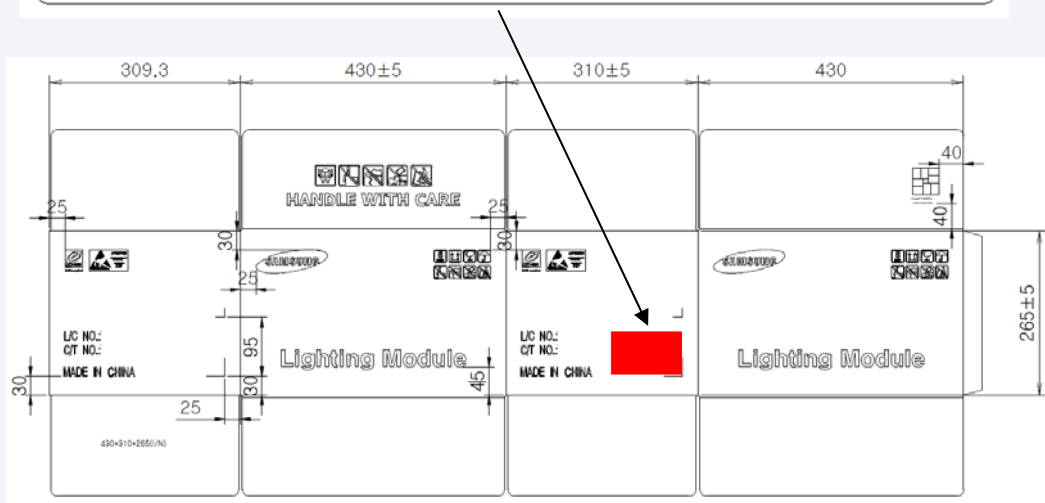 309.3 430±5 310±5 430
40
HANDLE WITH CARE
25 25 40
30 30
SAMSUNG SAMSUNG
25
265±5
L/C NO.: L/C NO.:
C/T NO.: 95 C/T NO.:
Lighting Module Lighting Module
MADE IN CHINA MADE IN CHINA
30 30 45
25
430*310*265(I/N)